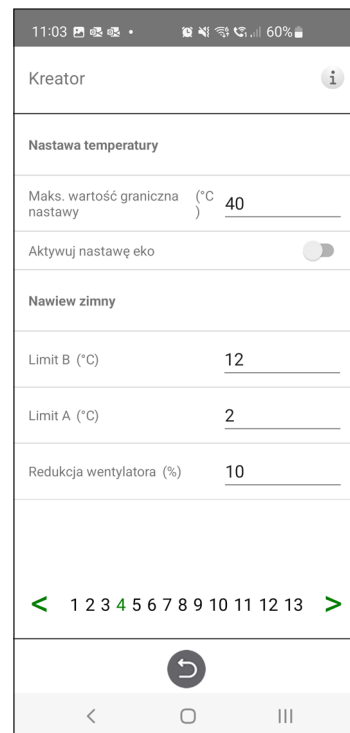 11:03 60%
Kreator i
Nastawa temperatury
Maks. wartość graniczna (°C
nastawy ) 40
Aktywuj nastawę eko
Nawiew zimny
Limit B (°C) 12
Limit A (°C) 2
Redukcja wentylatora (%) 10
< 1 2 3 4 5 6 7 8 9 10 11 12 13 >